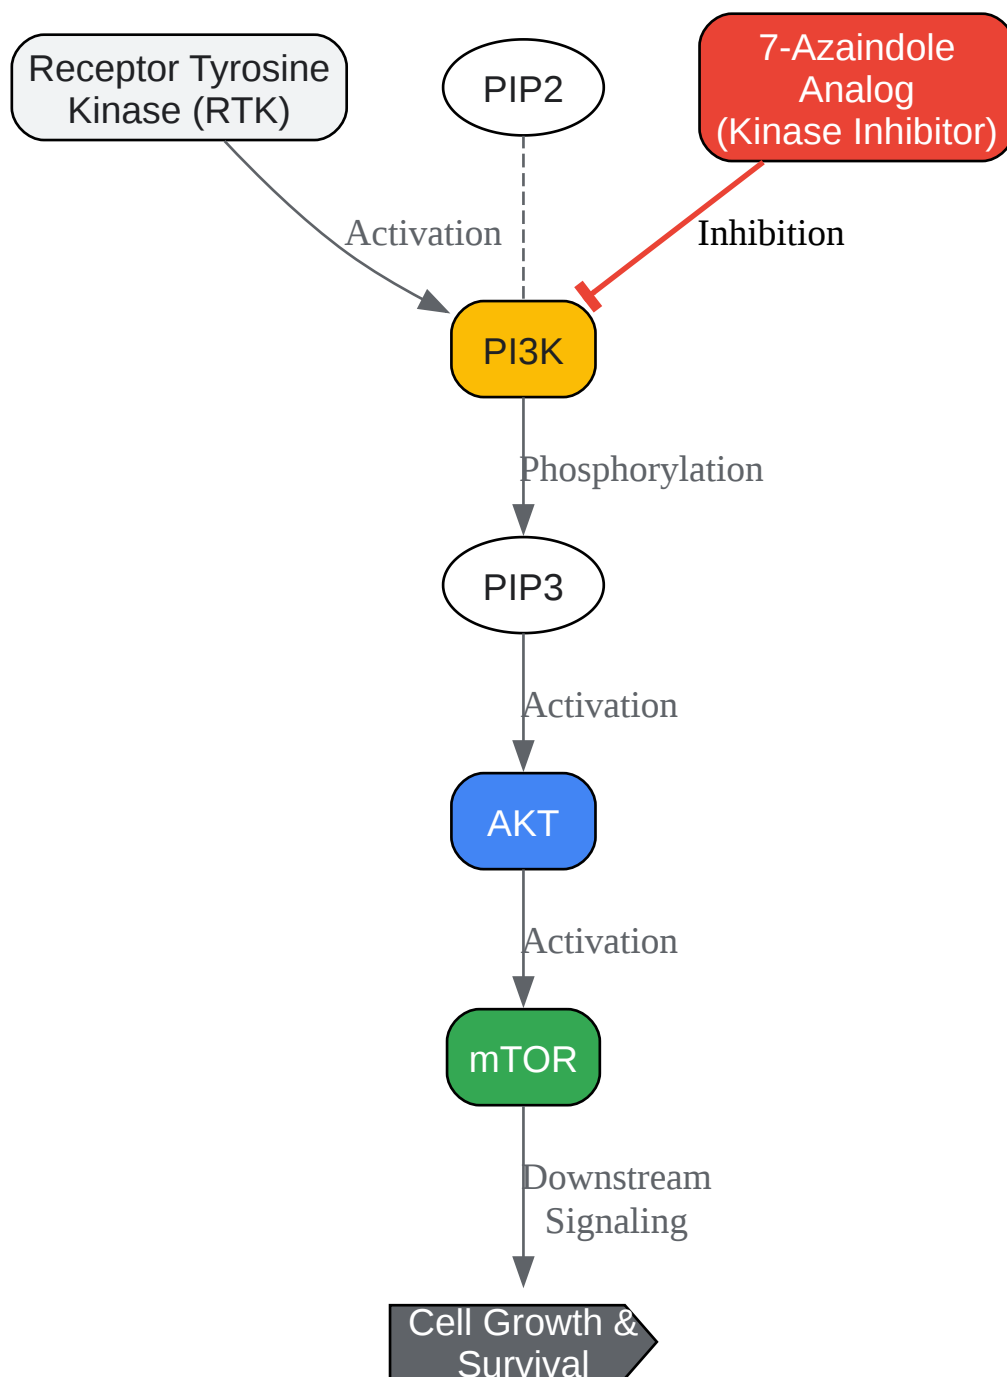 Receptor Tyrosine
Kinase (RTK)
PIP2
7-Azaindole
Analog
(Kinase Inhibitor)
Activation
Inhibition
PI3K
Phosphorylation
PIP3
Activation
AKT
Activation
mTOR
Downstream
Signaling
Cell Growth &
Survival